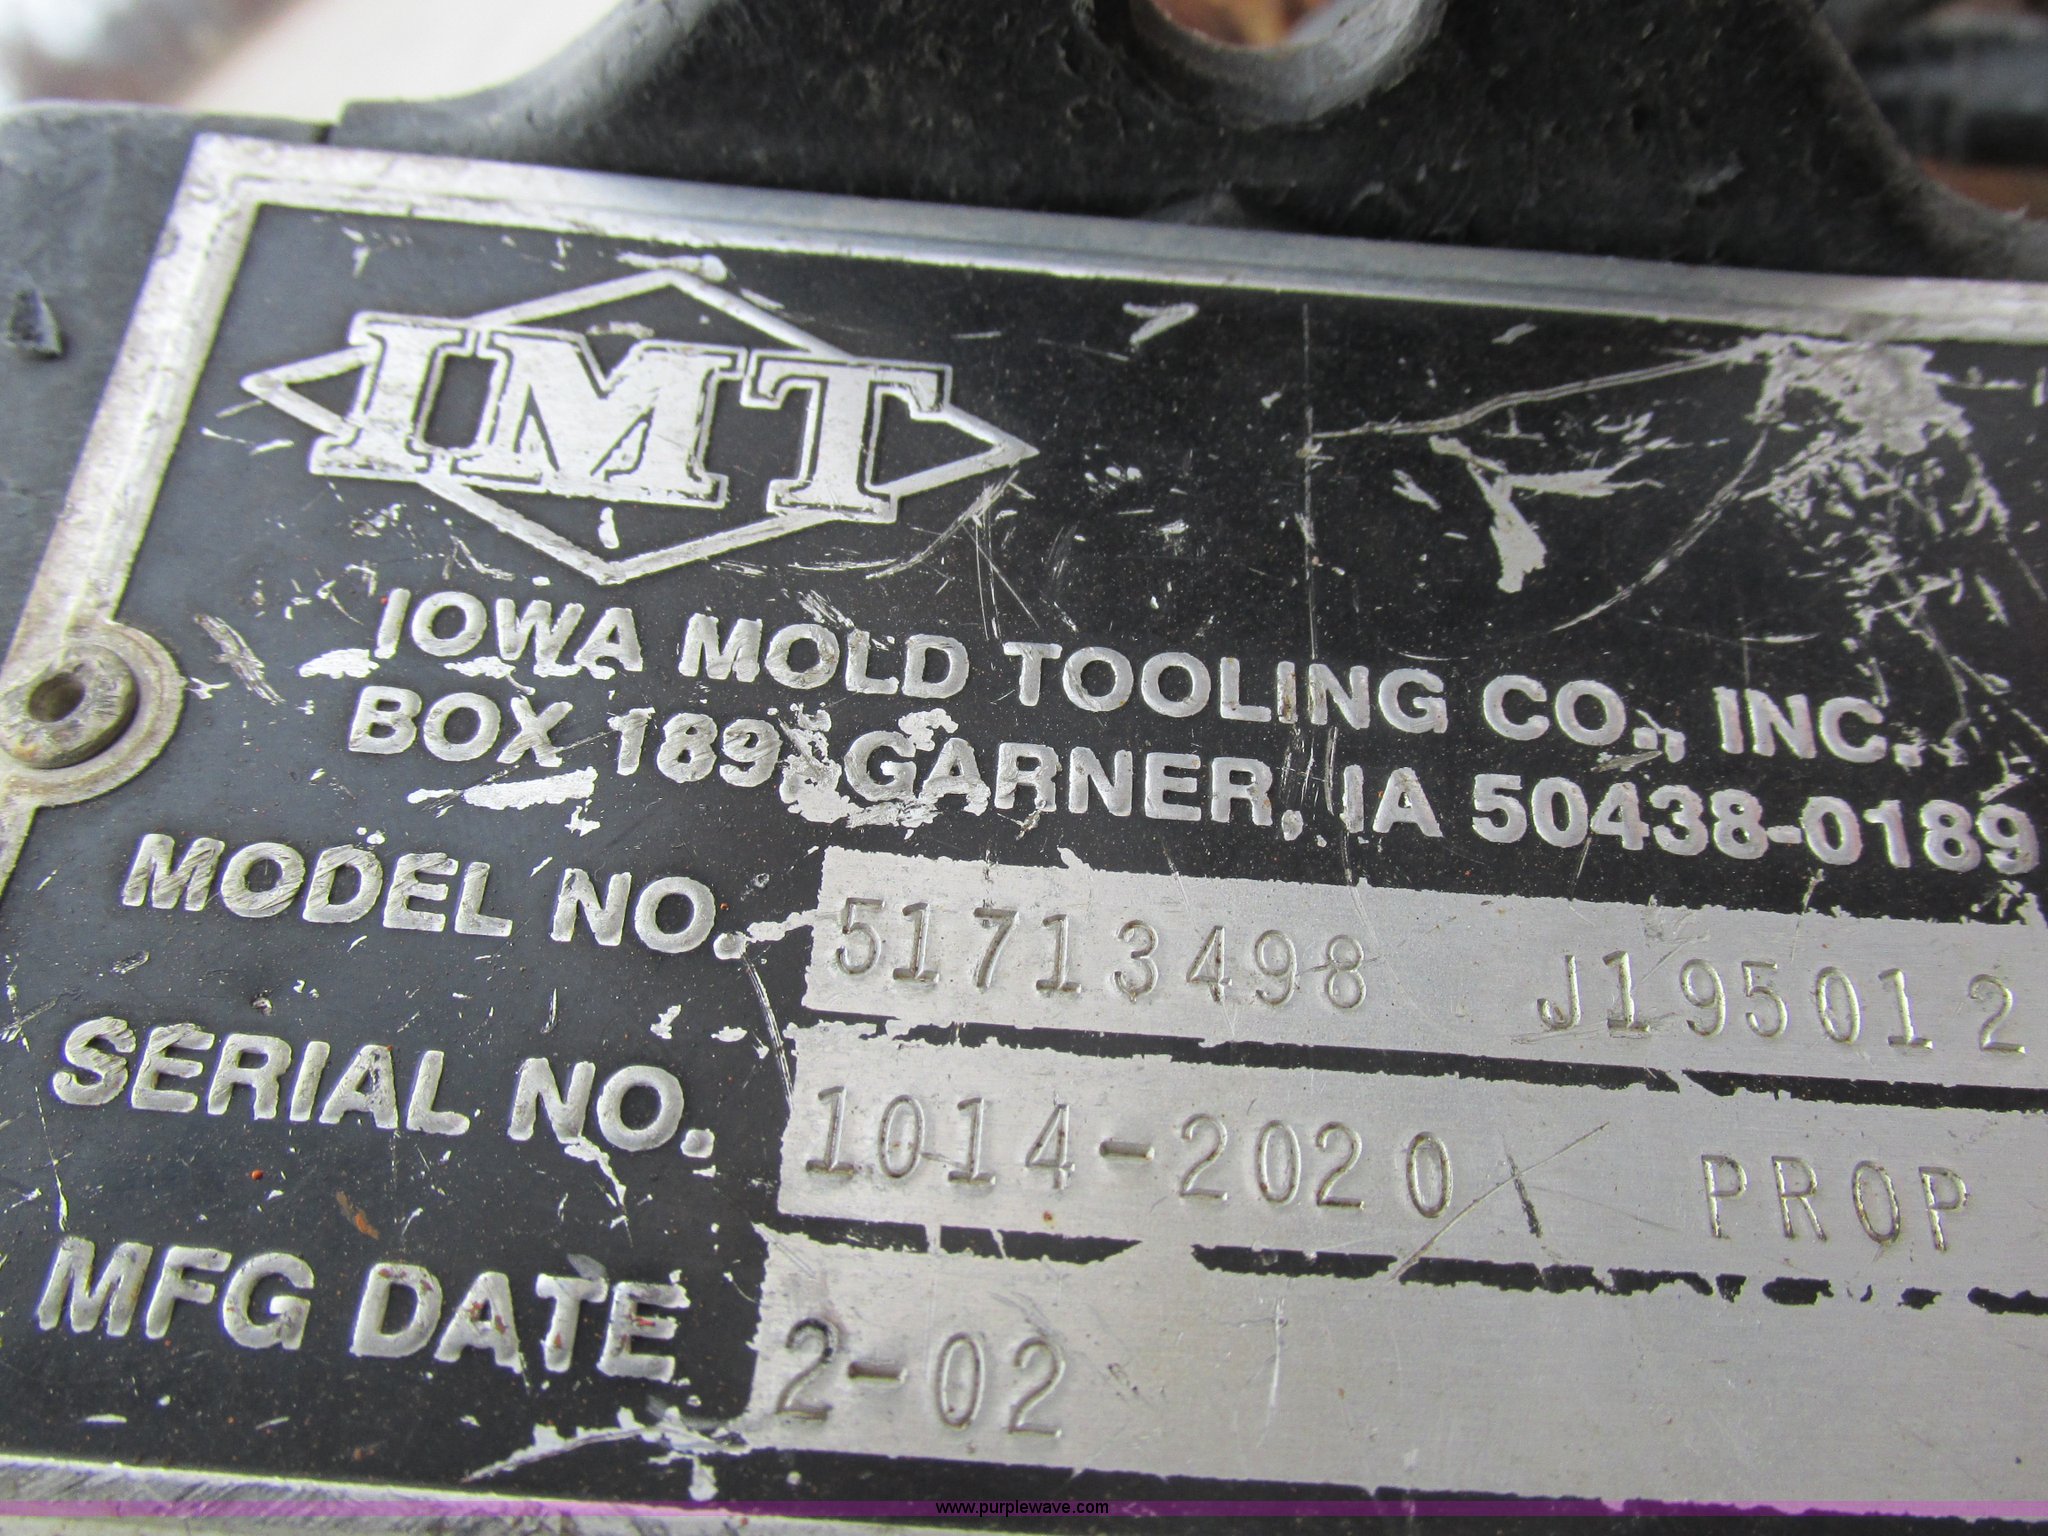 IMT
IOWA MOLD TOOLING CO., INC.
BOX 189, GARNER, IA 50438-0189
MODEL NO. 51713498 J195012
SERIAL NO. 1014-2020 PROP
MFG DATE 2-02
www.purplewave.com